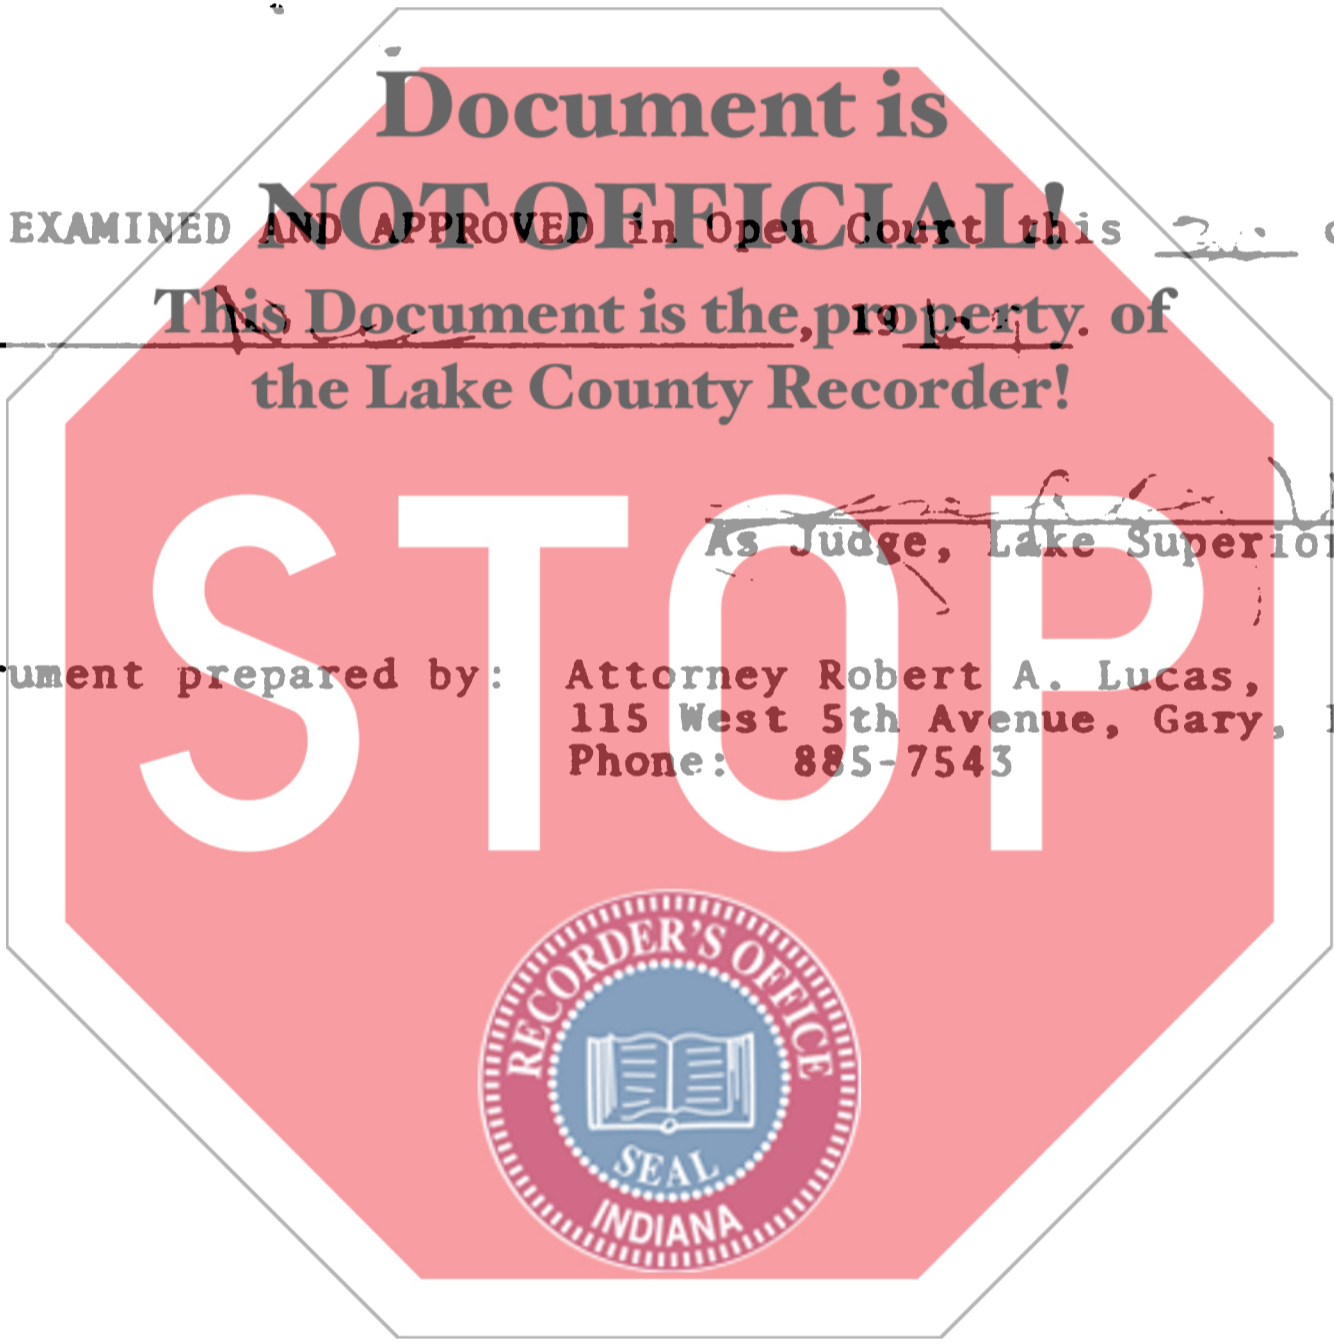 Document is
NOT OFFICIAL!
EXAMINED AND APPROVED in Open Court this
This Document is the property of
, 19
the Lake County Recorder!
STOP
As Judge, Lake Superior
ument prepared by: Attorney Robert A. Lucas,
115 West 5th Avenue, Gary,
Phone: 885-7543
RECORDER'S OFFICE
SEAL
INDIANA